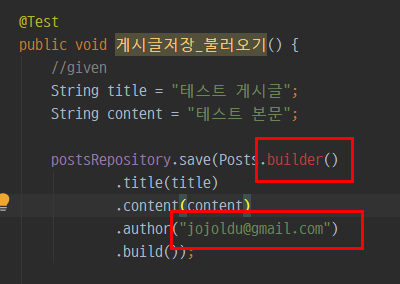 @Test
public void 게시글저장_불러오기() {
//given
String title = "테스트 게시글";
String content = "테스트 본문";
postsRepository.save(Posts.builder()
.title(title)
.content(content)
.author("jojoldu@gmail.com")
.build());